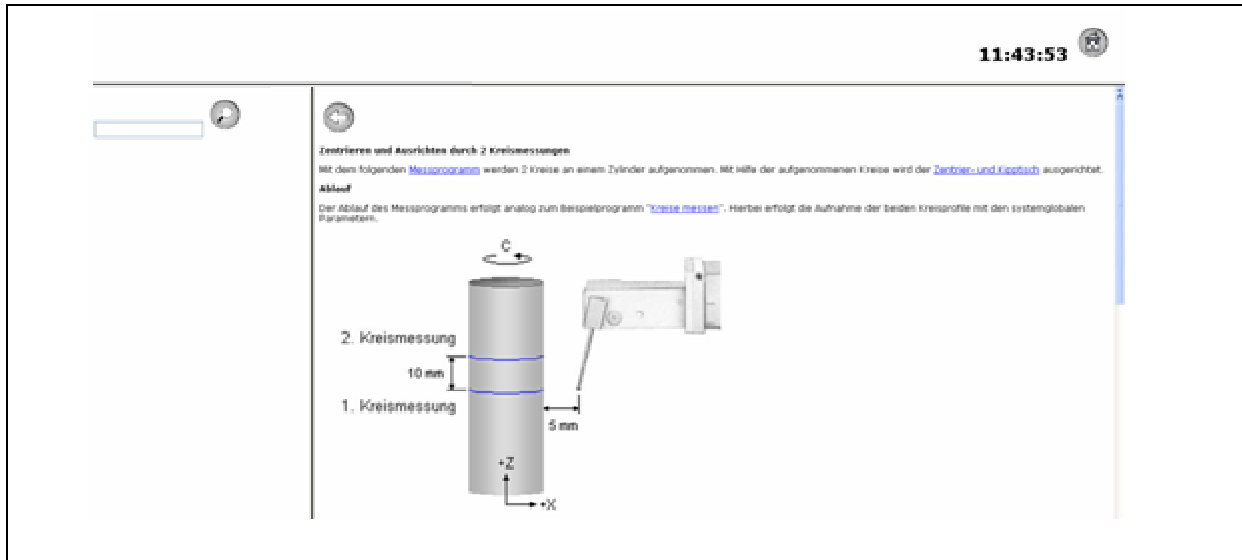 11:43:53
Zentrieren und Ausrichten durch 2 Kreismessungen
Mit dem folgenden Messprogramm werden 2 Kreise an einem Zylinder aufgenommen. Mit Hilfe der aufgenommenen Kreise wird der Zentrier- und Kipptisch ausgerichtet.
Ablauf
Der Ablauf des Messprogramms erfolgt analog zum Beispielprogramm "Kreise messen". Hierbei erfolgt die Aufnahme der beiden Kreisprofile mit den systemglobalen
Parametern.
C
2. Kreismessung
10 mm
1. Kreismessung
5 mm
+Z
+X